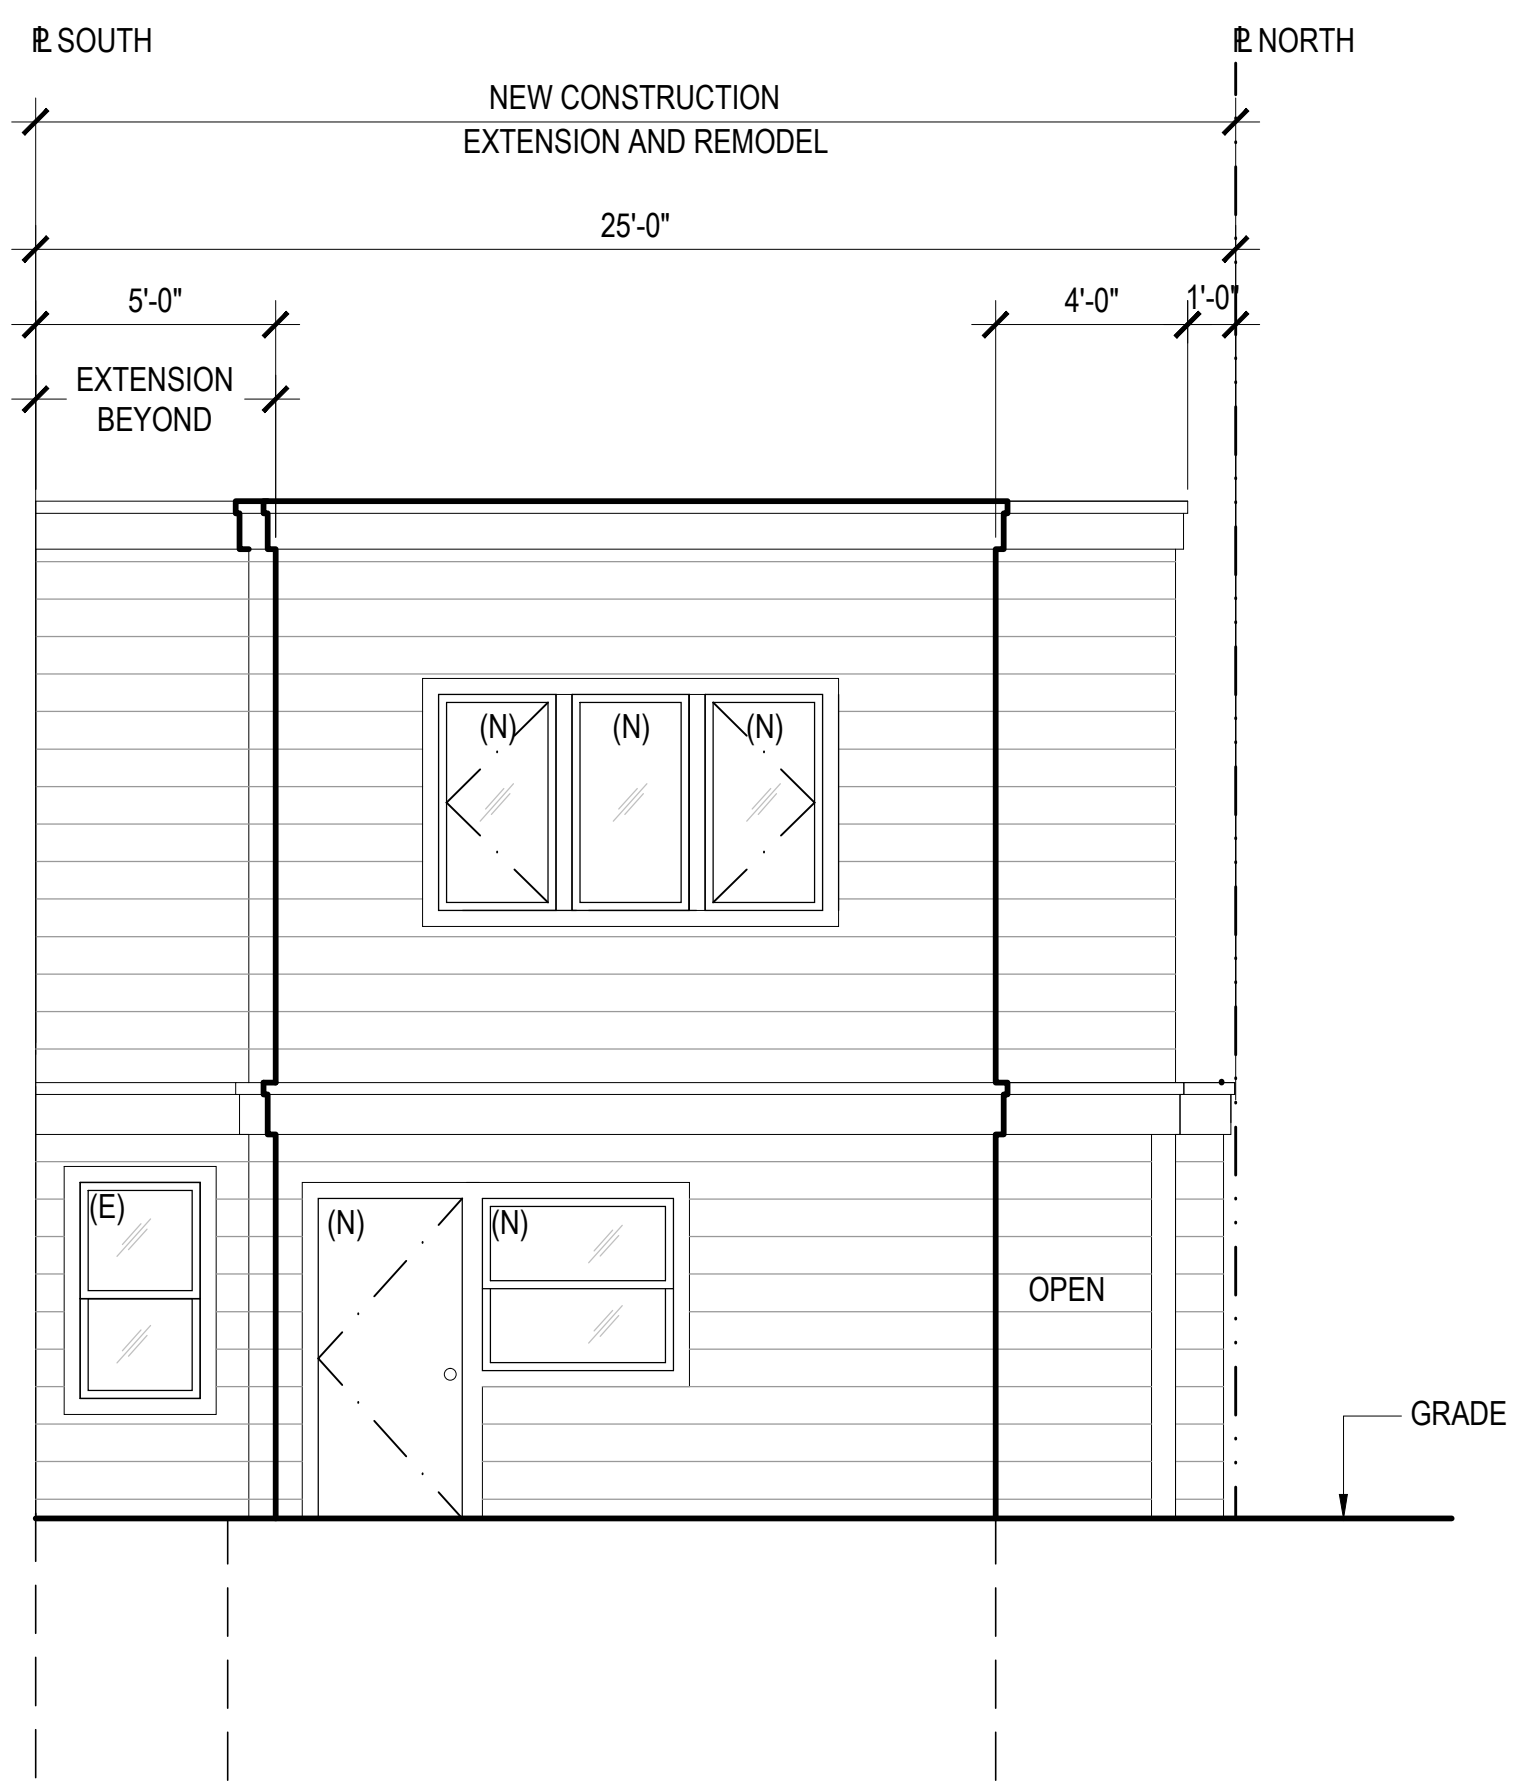 ℄ SOUTH
℄ NORTH
NEW CONSTRUCTION
EXTENSION AND REMODEL
25'-0"
5'-0"
4'-0"
1'-0"
EXTENSION
BEYOND
(N)
(N)
(N)
(E)
(N)
(N)
OPEN
GRADE